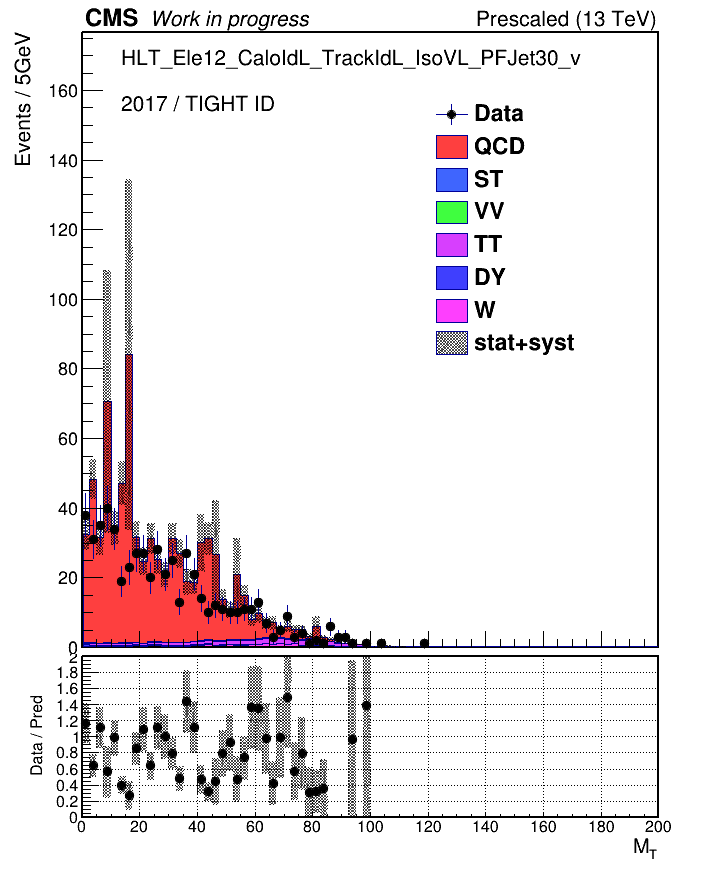 CMS Work in progress Prescaled (13 TeV)
Events / 5GeV
HLT_Ele12_CaloIdL_TrackIdL_IsoVL_PFJet30_v
2017 / TIGHT ID
Data
QCD
ST
VV
TT
DY
W
stat+syst
160
140
120
100
80
60
40
20
0
Data / Pred
2
1.8
1.6
1.4
1.2
1
0.8
0.6
0.4
0.2
0
0 20 40 60 80 100 120 140 160 180 200
M_T